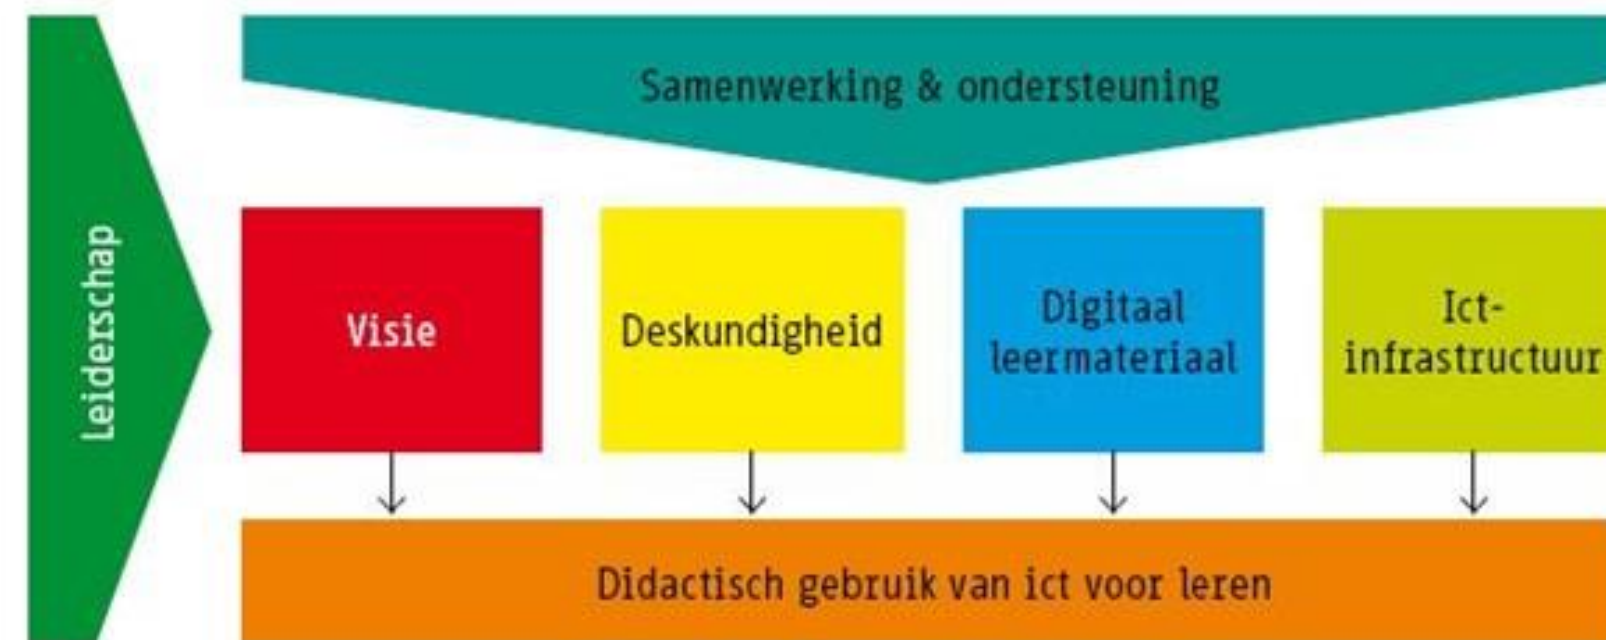 Leiderschap
Samenwerking & ondersteuning
Visie
Deskundigheid
Digitaal
leermateriaal
Ict-
infrastructuur
Didactisch gebruik van ict voor leren